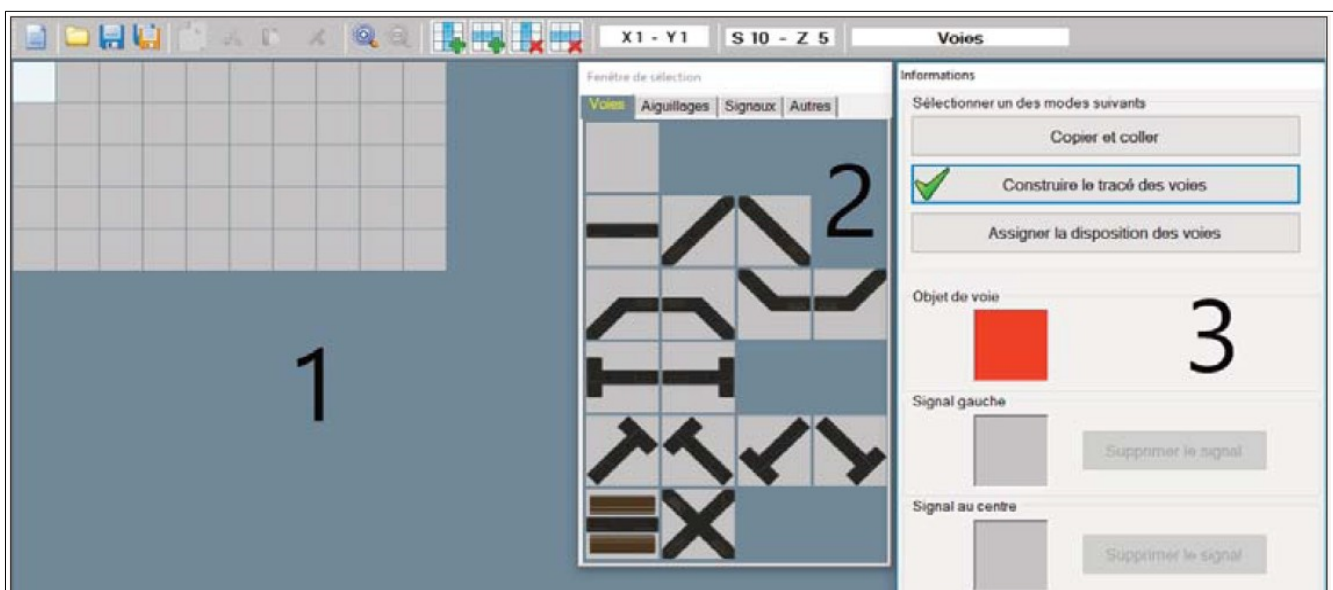 X1 - Y1
S 10 - Z 5
Voies
Fenêtre de sélection
Voies Aiguillages Signaux Autres
Informations
Sélectionner un des modes suivants
Copier et coller
Construire le tracé des voies
Assigner la disposition des voies
Objet de voie
Signal gauche
Supprimer le signal
Signal au centre
Supprimer le signal
1
2
3